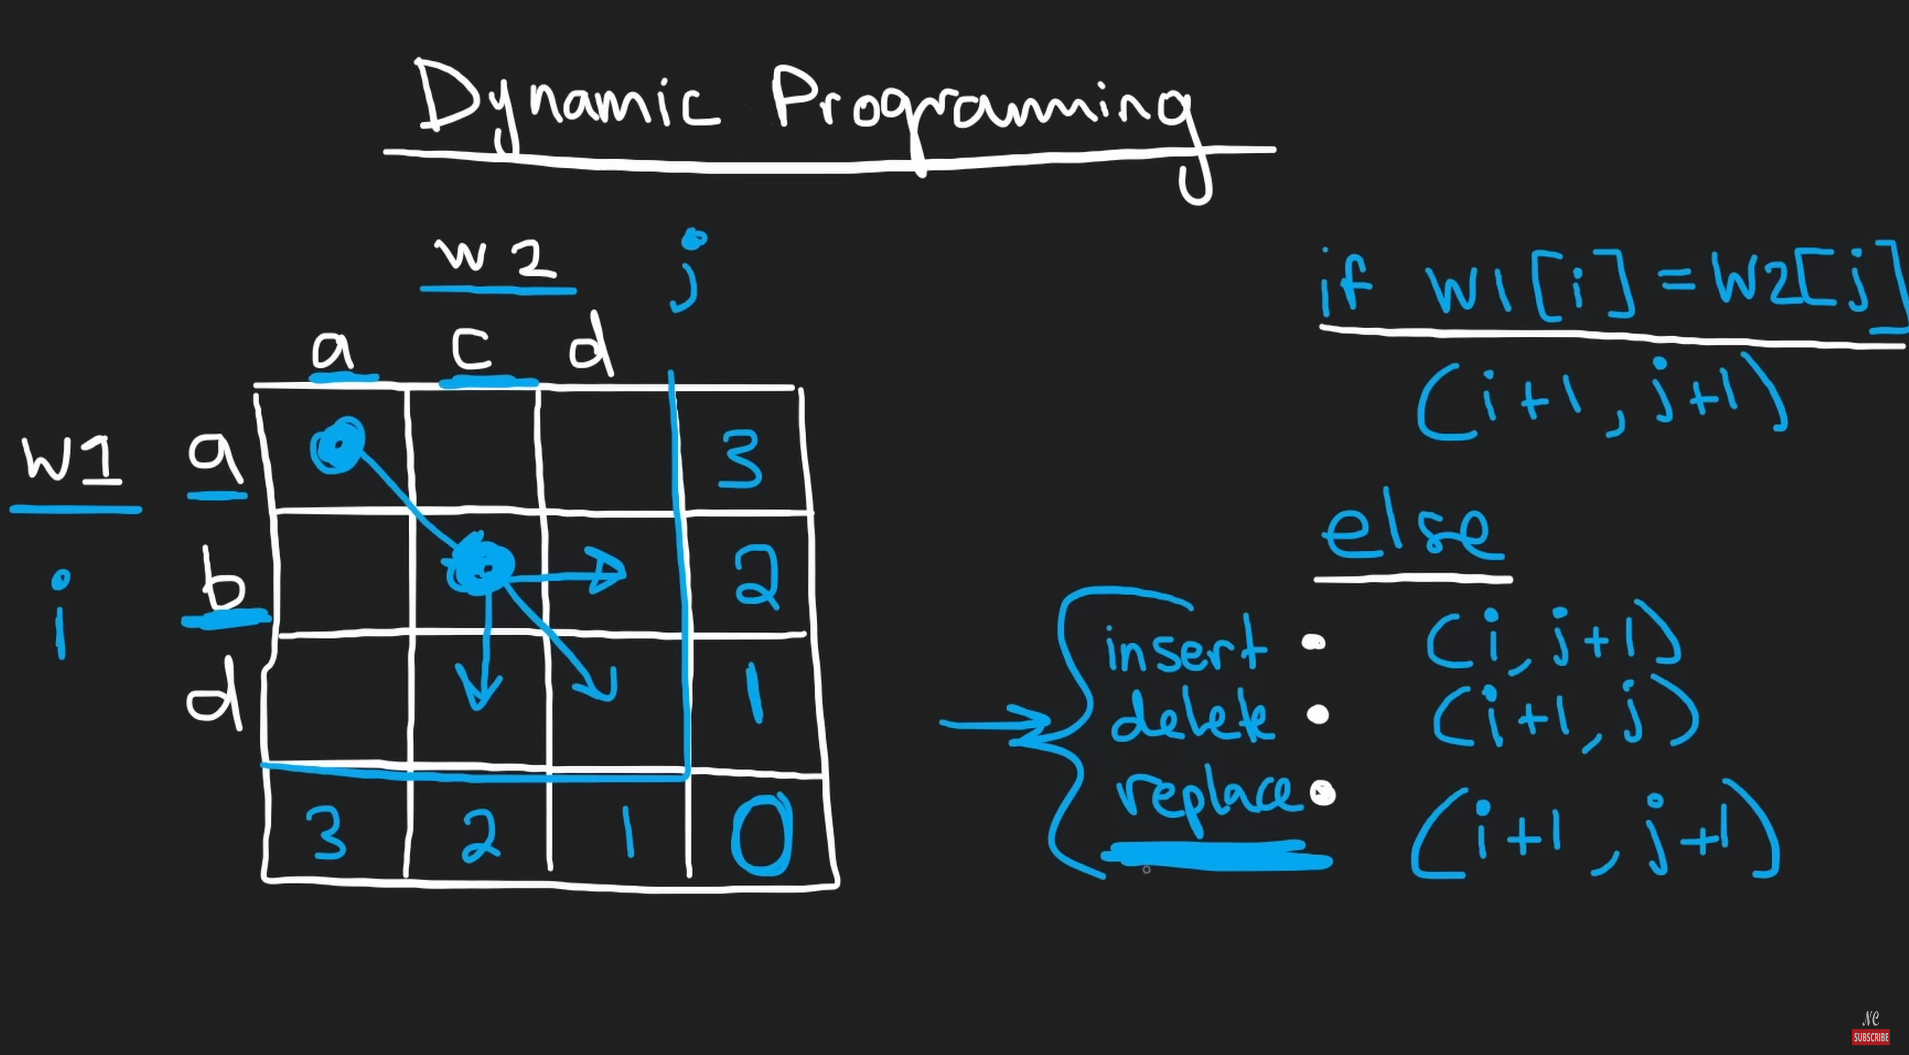 Dynamic Programming
w2 j
a c d
if w1[i] = w2[j]
(i+1, j+1)
w1 a 3
i b 2
d 1
3 2 1 0
else
insert • (i, j+1)
delete • (i+1, j)
replace • (i+1, j+1)
NC
SUBSCRIBE